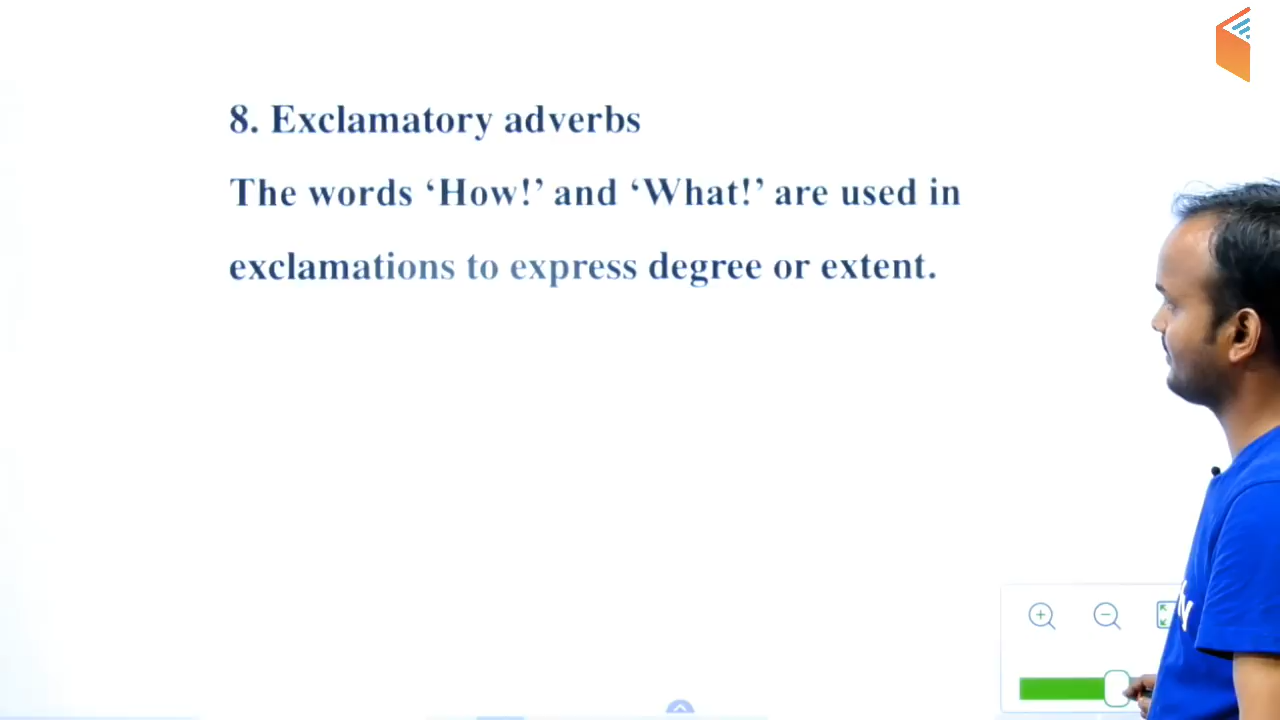 8. Exclamatory adverbs
The words ‘How!’ and ‘What!’ are used in
exclamations to express degree or extent.